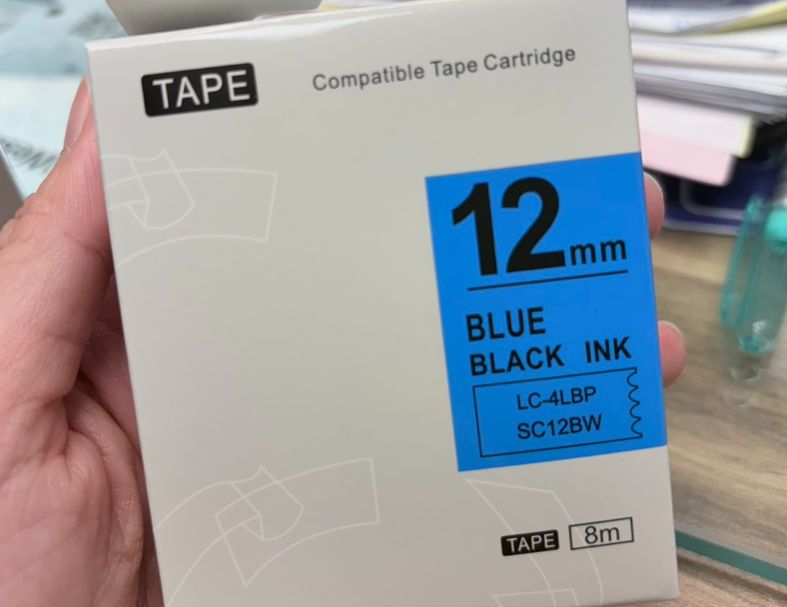 TAPE
Compatible Tape Cartridge
12mm
BLUE
BLACK INK
LC-4LBP
SC12BW
TAPE 8m